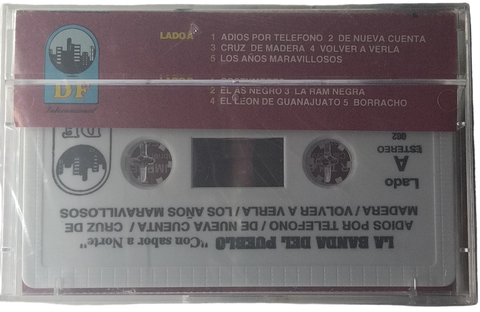 LADO A 1 ADIOS POR TELEFONO 2 DE NUEVA CUENTA
3 CRUZ DE MADERA 4 VOLVER A VERLA
5 LOS AÑOS MARAVILLOSOS
2 EL AS NEGRO 3 LA RAM NEGRA
4 EL LEON DE GUANAJUATO 5 BORRACHO
DF
Internacional
LA BANDA DEL PUEBLO "Con sabor a Norte"
ADIOS POR TELEFONO / DE NUEVA CUENTA / CRUZ DE
MADERA / VOLVER A VERLA / LOS AÑOS MARAVILLOSOS
Lado
A
ESTEREO
002
DF